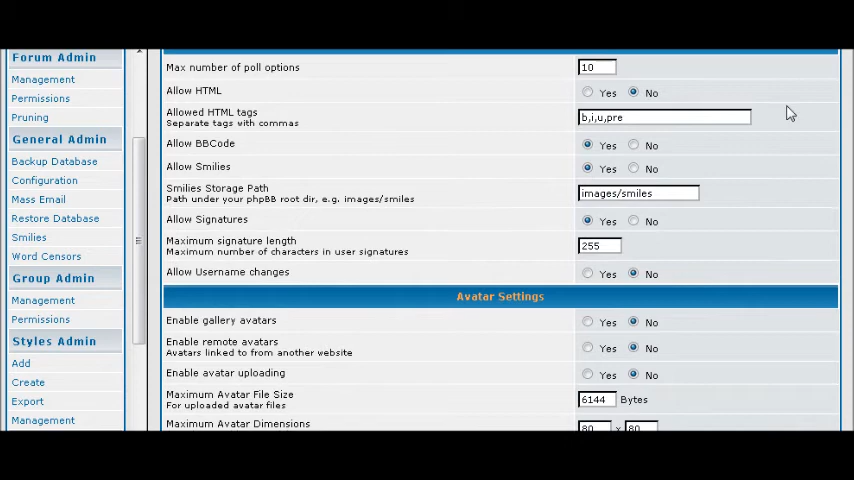 Forum Admin
Management
Permissions
Pruning
General Admin
Backup Database
Configuration
Mass Email
Restore Database
Smilies
Word Censors
Group Admin
Management
Permissions
Styles Admin
Add
Create
Export
Management
Max number of poll options 10
Allow HTML Yes No
Allowed HTML tags b,i,u,pre
Separate tags with commas
Allow BBCode Yes No
Allow Smilies Yes No
Smilies Storage Path images/smiles
Path under your phpBB root dir, e.g. images/smiles
Allow Signatures Yes No
Maximum signature length 255
Maximum number of characters in user signatures
Allow Username changes Yes No
Avatar Settings
Enable gallery avatars Yes No
Enable remote avatars Yes No
Avatars linked to from another website
Enable avatar uploading Yes No
Maximum Avatar File Size 6144 Bytes
For uploaded avatar files
Maximum Avatar Dimensions 80 x 80